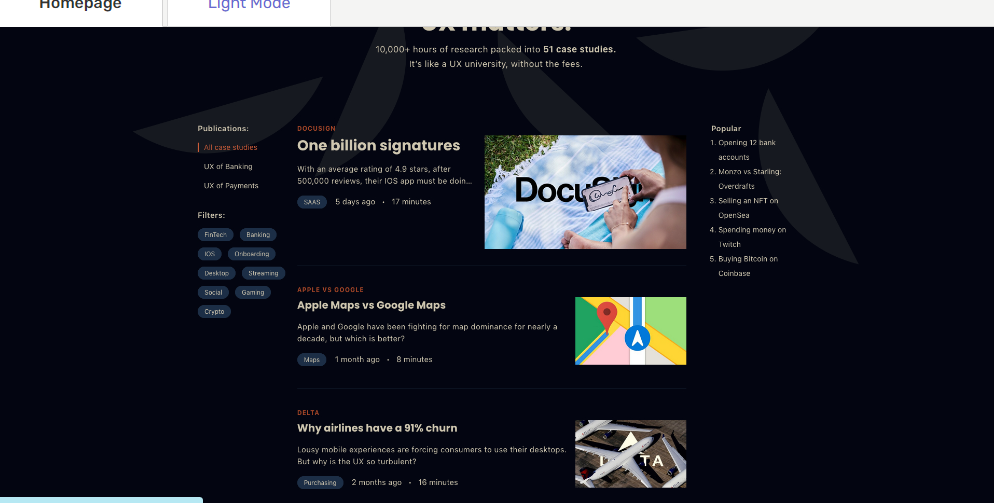 Homepage
Light Mode
UX matters.
10,000+ hours of research packed into 51 case studies.
It's like a UX university, without the fees.
Publications:
All case studies
UX of Banking
UX of Payments
Filters:
FinTech
Banking
IOS
Onboarding
Desktop
Streaming
Social
Gaming
Crypto
DOCUSIGN
One billion signatures
With an average rating of 4.9 stars, after
500,000 reviews, their IOS app must be doin...
SAAS 5 days ago • 17 minutes
DocuSi
APPLE VS GOOGLE
Apple Maps vs Google Maps
Apple and Google have been fighting for map dominance for nearly a
decade, but which is better?
Maps 1 month ago • 8 minutes
DELTA
Why airlines have a 91% churn
Lousy mobile experiences are forcing consumers to use their desktops.
But why is the UX so turbulent?
Purchasing 2 months ago • 16 minutes
TA
Popular
1. Opening 12 bank
accounts
2. Monzo vs Starling:
Overdrafts
3. Selling an NFT on
OpenSea
4. Spending money on
Twitch
5. Buying Bitcoin on
Coinbase